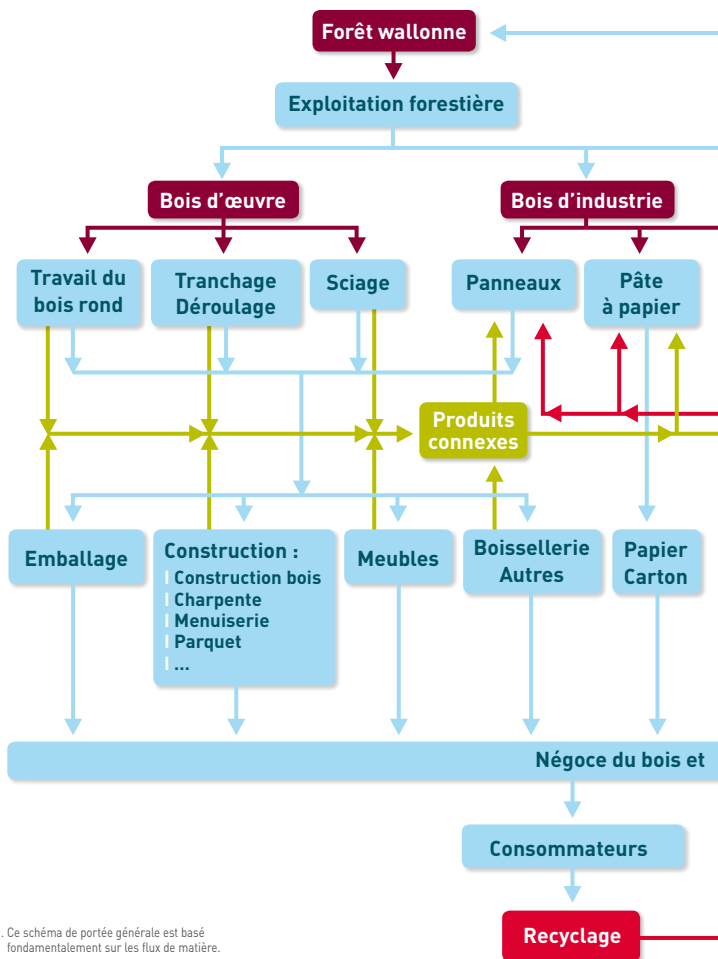 Forêt wallonne
Exploitation forestière
Bois d'œuvre
Bois d'industrie
Travail du
bois rond
Tranchage
Déroulage
Sciage
Panneaux
Pâte
à papier
Produits
connexes
Emballage
Construction :
| Construction bois
| Charpente
| Menuiserie
| Parquet
| ...
Meubles
Boissellerie
Autres
Papier
Carton
Négoce du bois et
Consommateurs
Recyclage
. Ce schéma de portée générale est basé
fondamentalement sur les flux de matière.